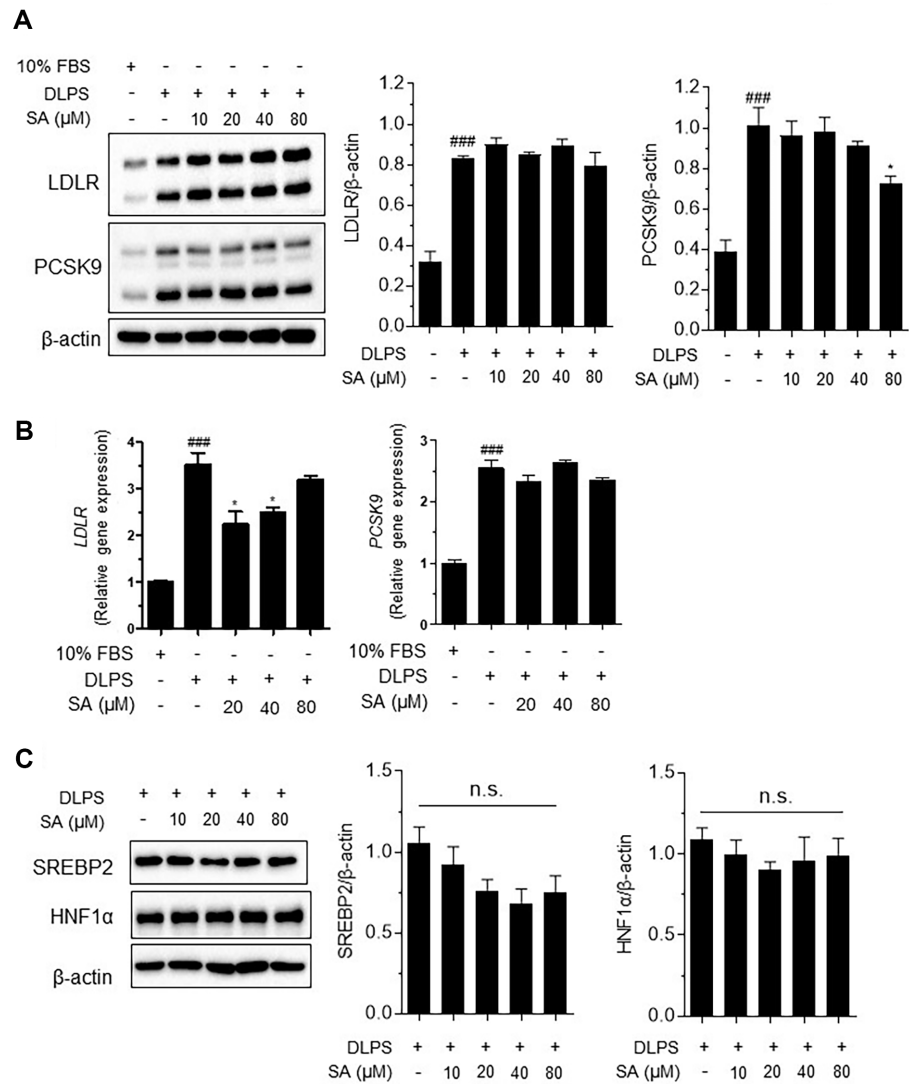 A
10% FBS + - - - - -
DLPS - + + + + +
SA (μM) - - 10 20 40 80
LDLR
PCSK9
β-actin
LDLR/β-actin
1.0
0.8
0.6
0.4
0.2
0.0
###
DLPS - + + + + +
SA (μM) - - 10 20 40 80
PCSK9/β-actin
1.2
1.0
0.8
0.6
0.4
0.2
0.0
###
*
DLPS - + + + + +
SA (μM) - - 10 20 40 80
B
LDLR
(Relative gene expression)
4
3
2
1
0
###
* *
10% FBS + - - - -
DLPS - + + + +
SA (μM) - - 20 40 80
PCSK9
(Relative gene expression)
3
2
1
0
###
10% FBS + - - - -
DLPS - + + + +
SA (μM) - - 20 40 80
C
DLPS + + + + +
SA (μM) - 10 20 40 80
SREBP2
HNF1α
β-actin
SREBP2/β-actin
1.5
1.0
0.5
0.0
n.s.
DLPS + + + + +
SA (μM) - 10 20 40 80
HNF1α/β-actin
1.5
1.0
0.5
0.0
n.s.
DLPS + + + + +
SA (μM) - 10 20 40 80